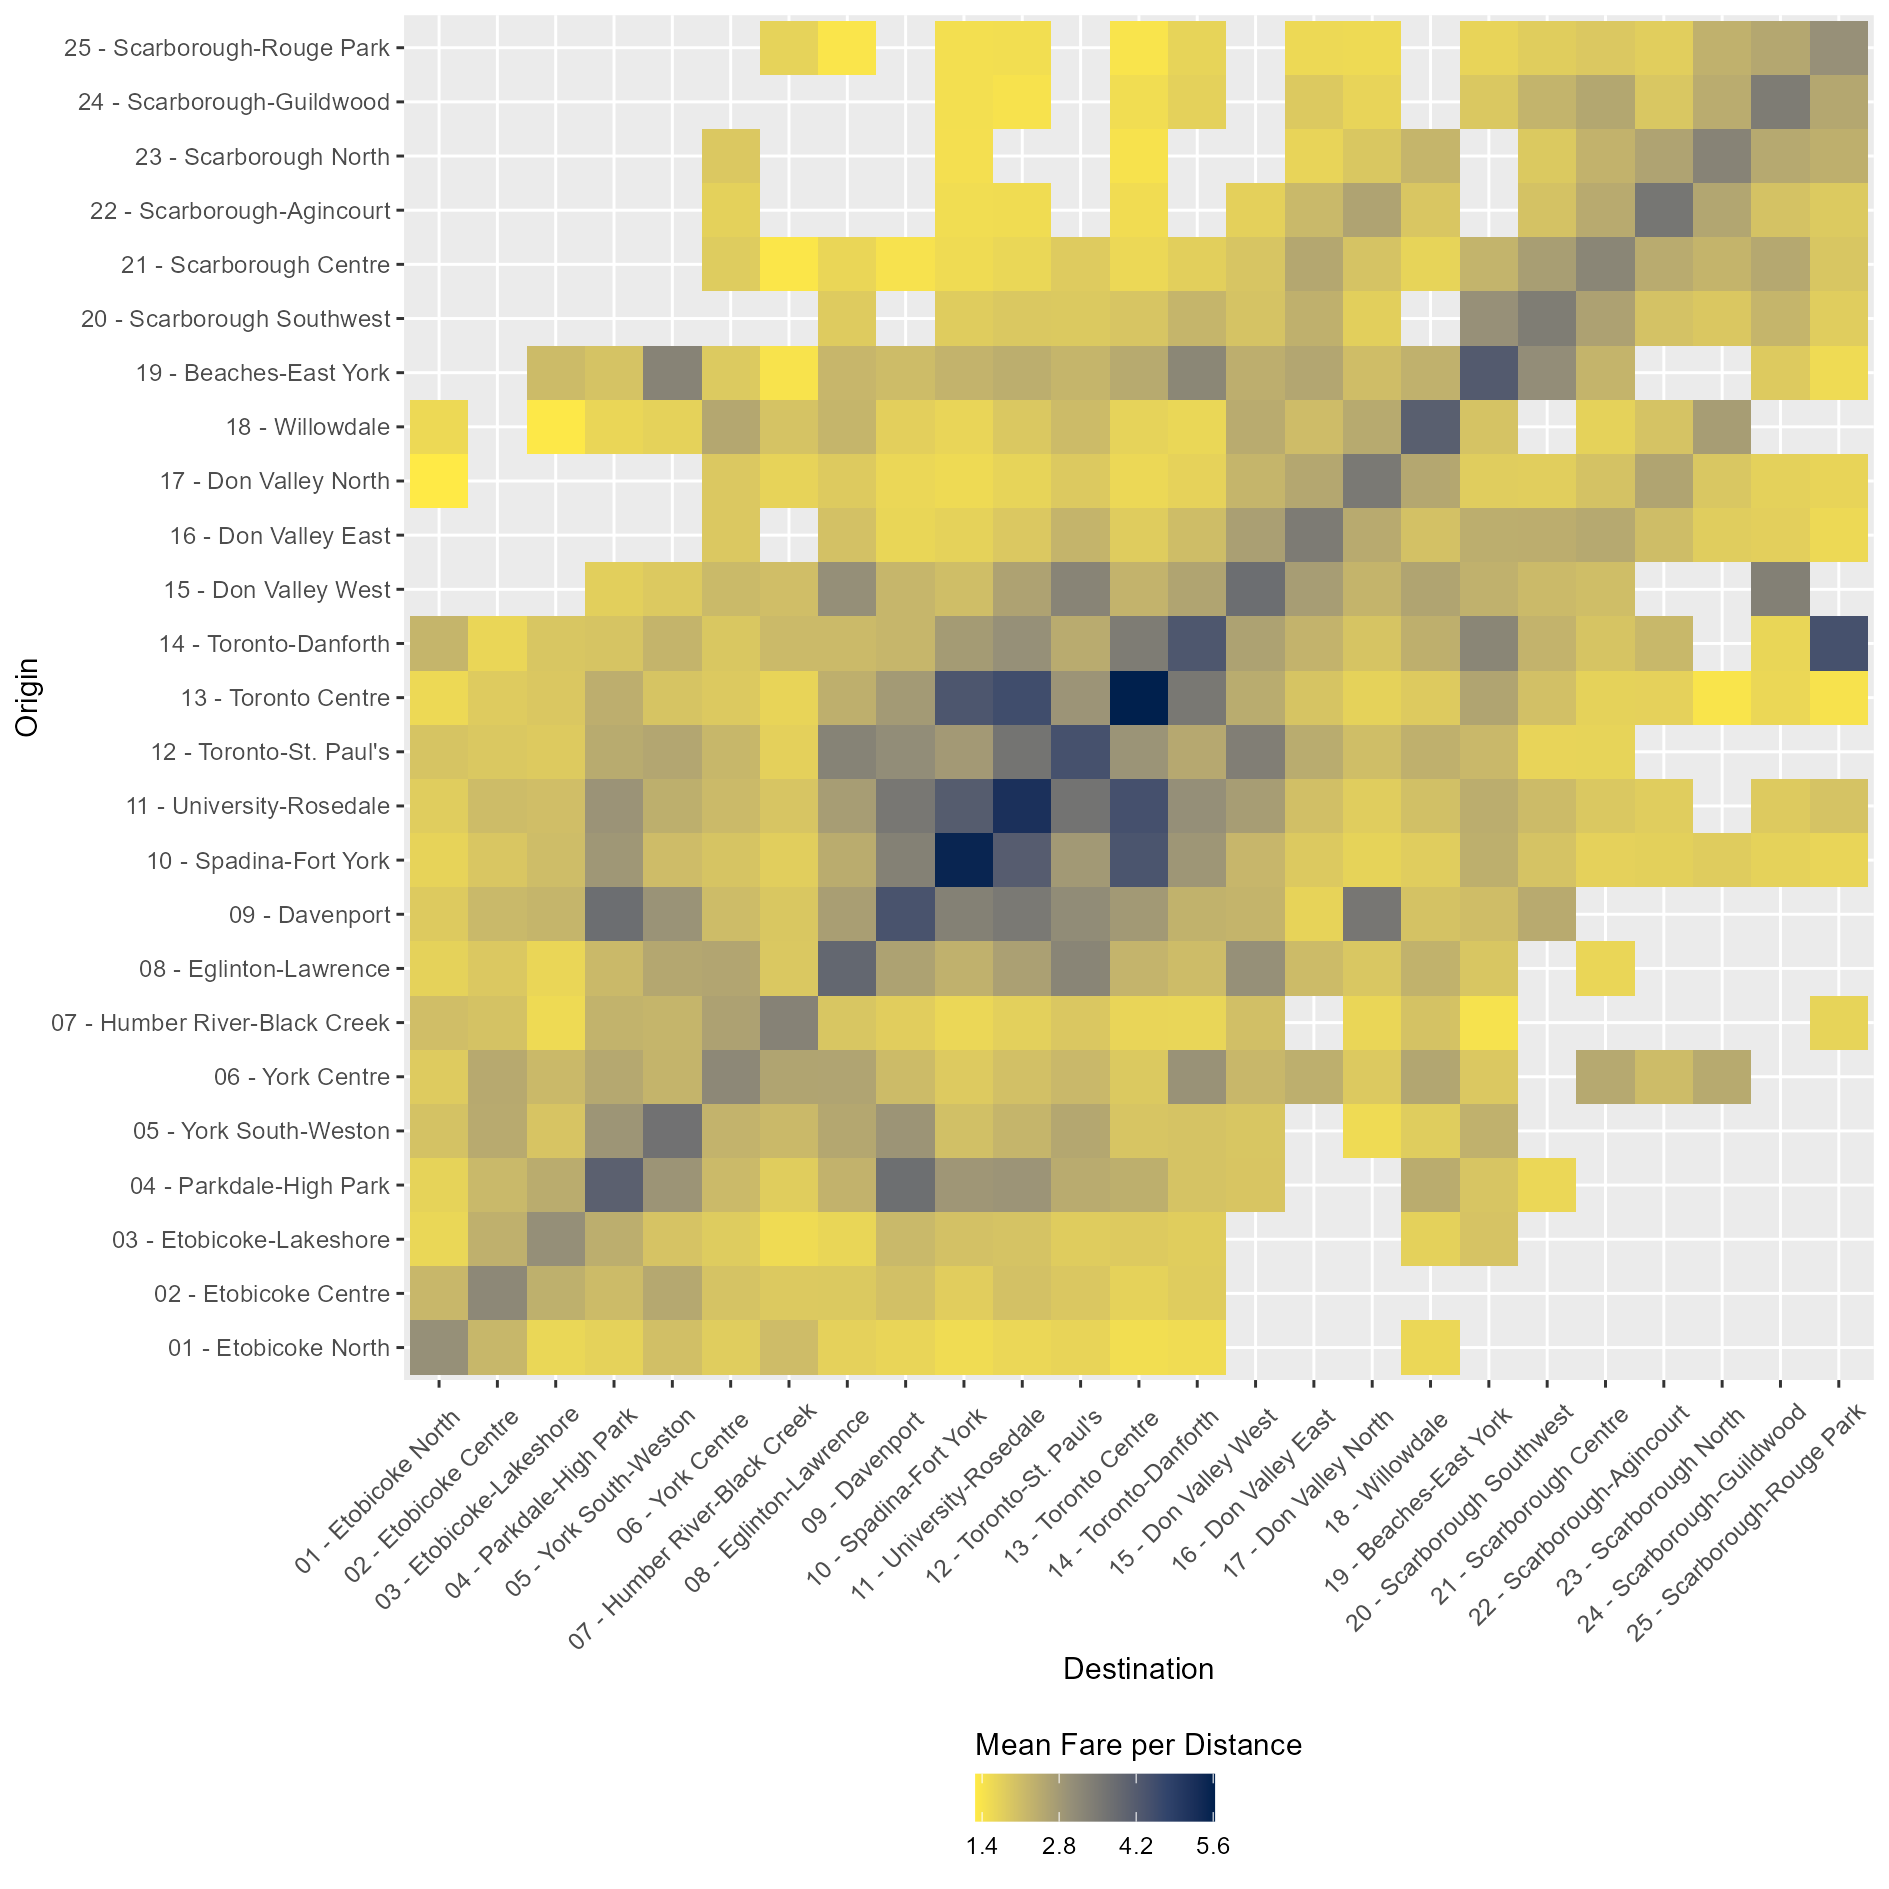 25 - Scarborough-Rouge Park
24 - Scarborough-Guildwood
23 - Scarborough North
22 - Scarborough-Agincourt
21 - Scarborough Centre
20 - Scarborough Southwest
19 - Beaches-East York
18 - Willowdale
17 - Don Valley North
16 - Don Valley East
15 - Don Valley West
14 - Toronto-Danforth
13 - Toronto Centre
12 - Toronto-St. Paul's
11 - University-Rosedale
10 - Spadina-Fort York
09 - Davenport
08 - Eglinton-Lawrence
07 - Humber River-Black Creek
06 - York Centre
05 - York South-Weston
04 - Parkdale-High Park
03 - Etobicoke-Lakeshore
02 - Etobicoke Centre
01 - Etobicoke North
Origin
01 - Etobicoke North
02 - Etobicoke Centre
03 - Etobicoke-Lakeshore
04 - Parkdale-High Park
05 - York South-Weston
06 - York Centre
07 - Humber River-Black Creek
08 - Eglinton-Lawrence
09 - Davenport
10 - Spadina-Fort York
11 - University-Rosedale
12 - Toronto-St. Paul's
13 - Toronto Centre
14 - Toronto-Danforth
15 - Don Valley West
16 - Don Valley East
17 - Don Valley North
18 - Willowdale
19 - Beaches-East York
20 - Scarborough Southwest
21 - Scarborough Centre
22 - Scarborough-Agincourt
23 - Scarborough North
24 - Scarborough-Guildwood
25 - Scarborough-Rouge Park
Destination
Mean Fare per Distance
1.4 2.8 4.2 5.6